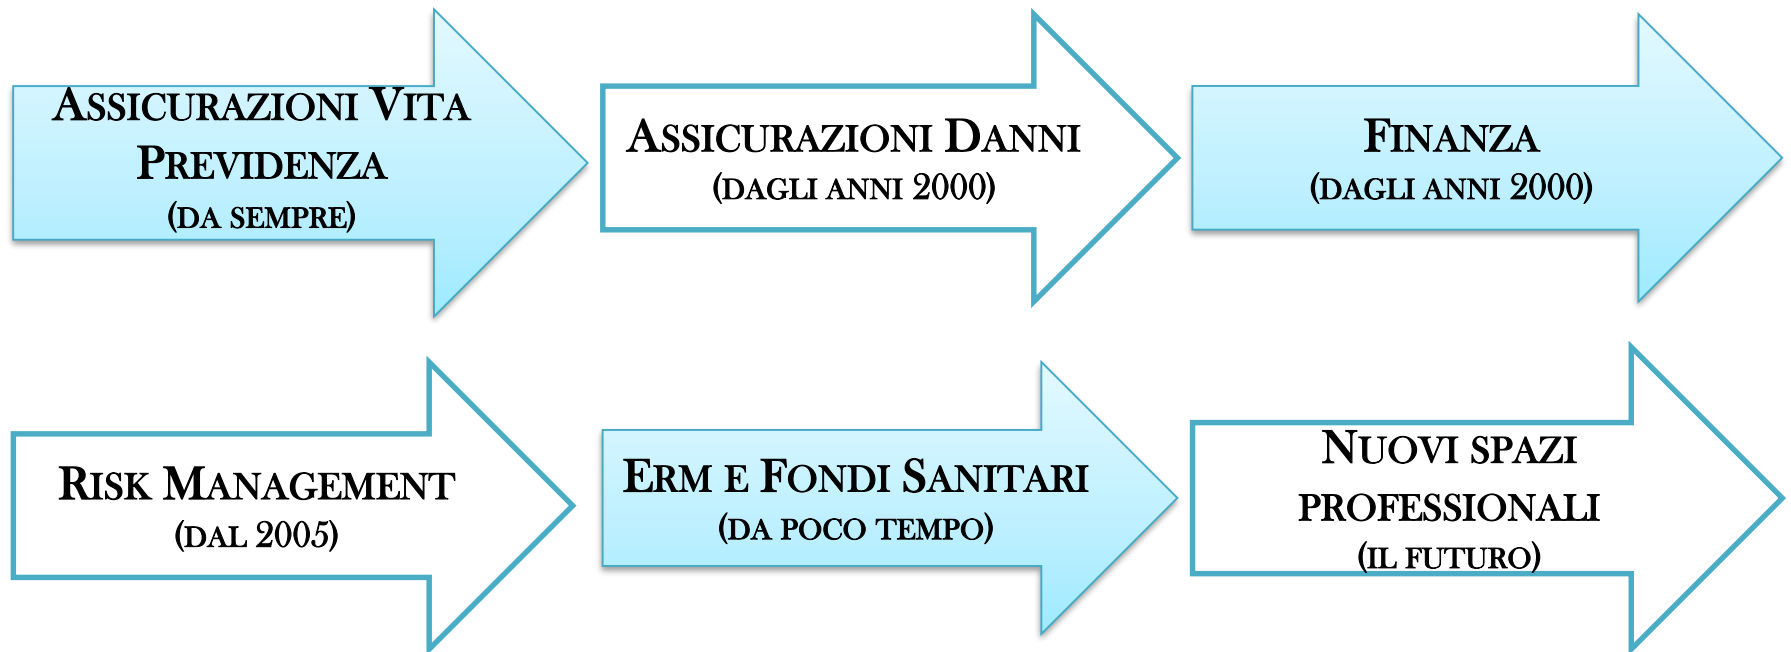 Assicurazioni Vita
Previdenza
(da sempre)
Assicurazioni Danni
(dagli anni 2000)
Finanza
(dagli anni 2000)
Risk Management
(dal 2005)
Erm e Fondi Sanitari
(da poco tempo)
Nuovi spazi
professionali
(il futuro)